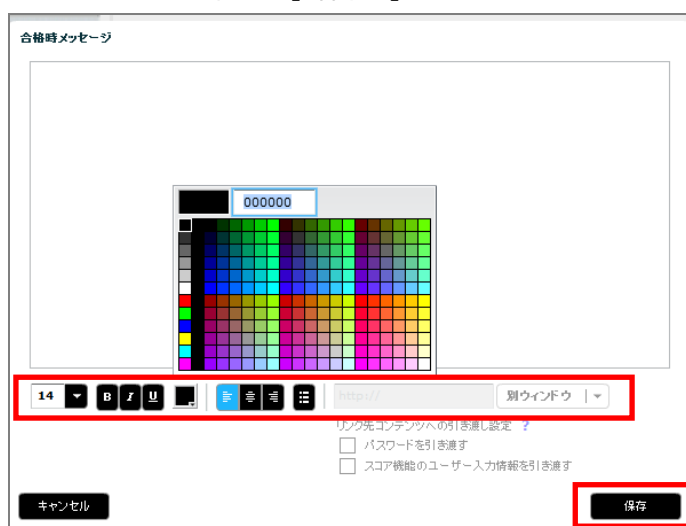 合格時メッセージ
000000
14 B I U http:// 別ウィンドウ
リンク先コンテンツへの引き渡し設定 ?
パスワードを引き渡す
スコア機能のユーザー入力情報を引き渡す
キャンセル 保存